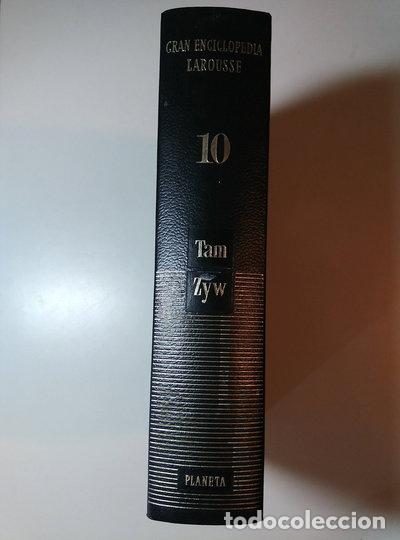 GRAN ENCICLOPEDIA
LAROUSSE
10
Tam
Zyw
PLANETA
todocoleccion